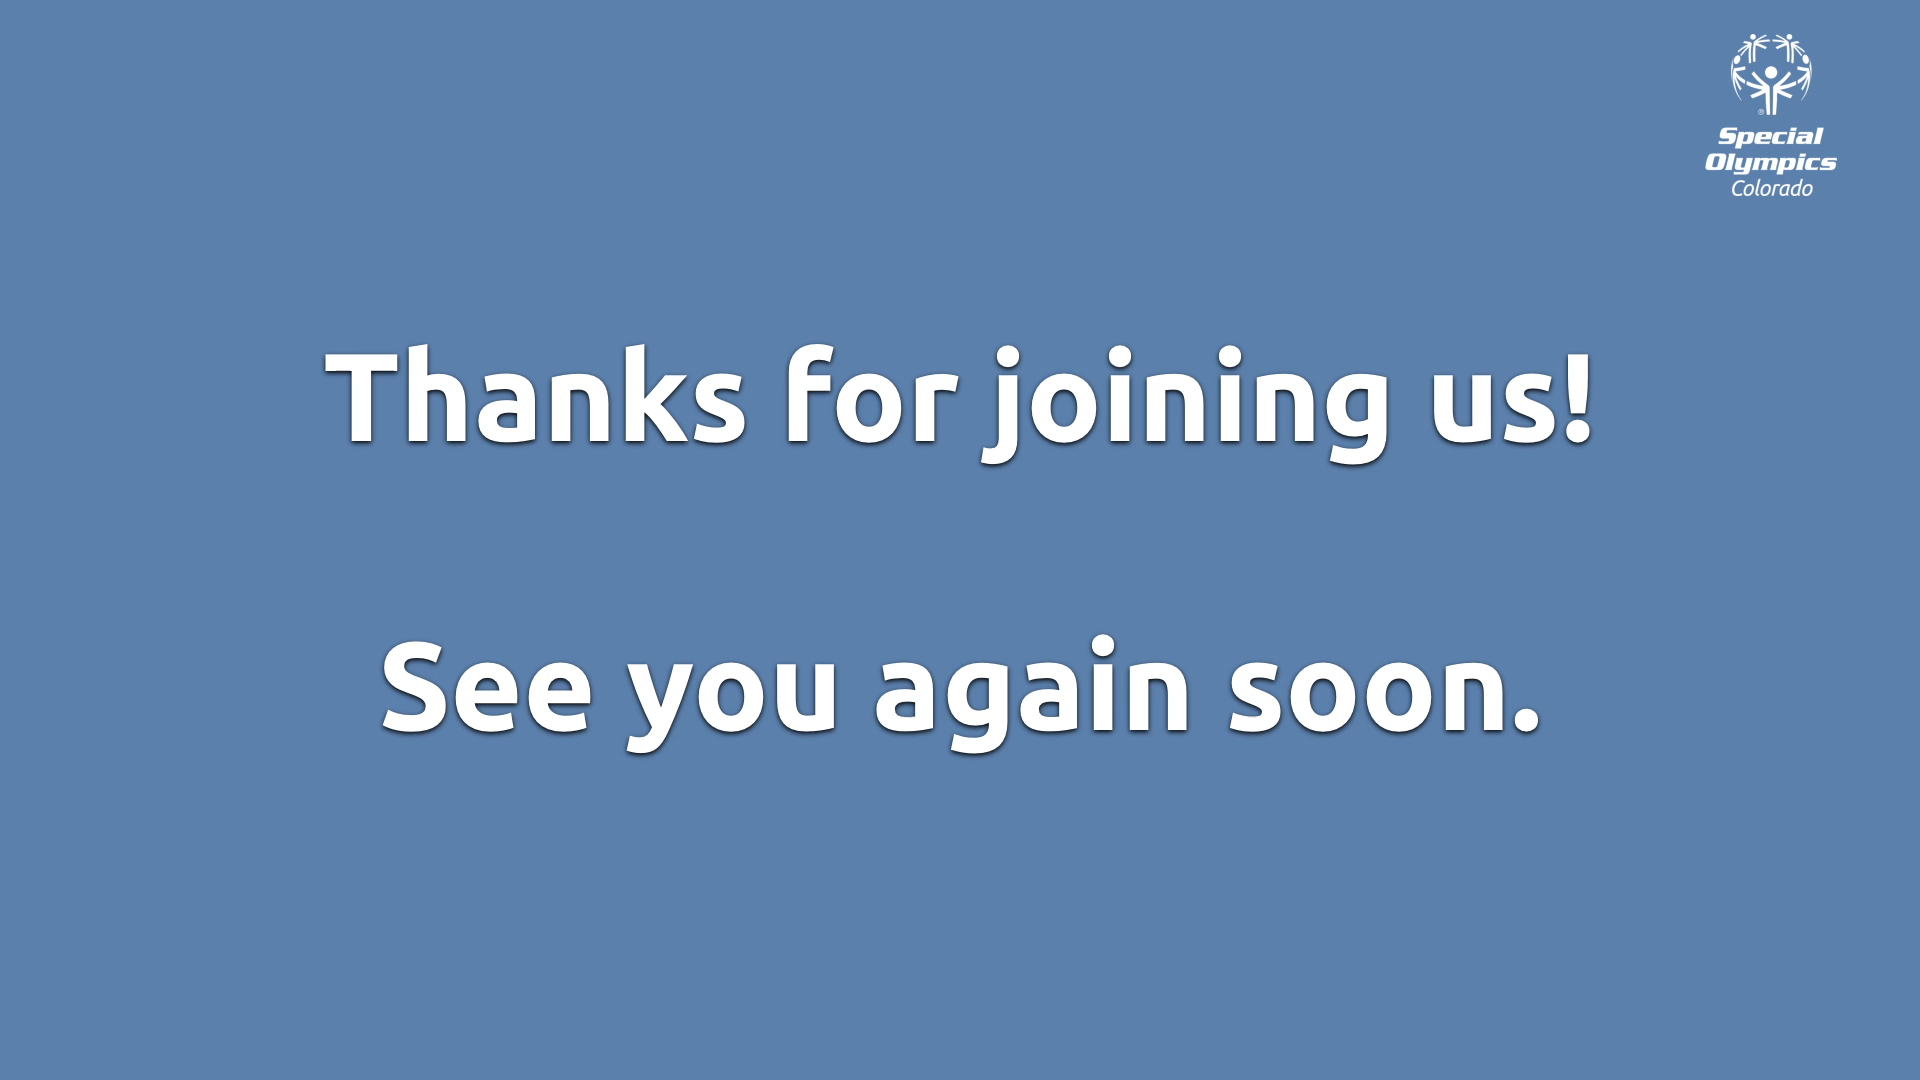 Special
Olympics
Colorado
Thanks for joining us!
See you again soon.